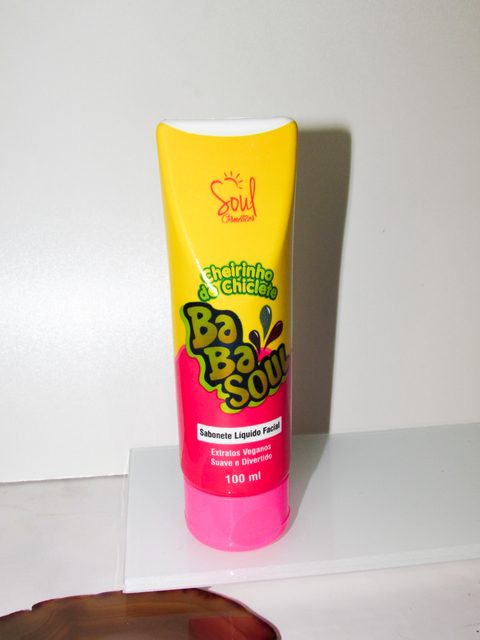 Soul
Cosméticos
Cheirinho
de Chiclete
Ba
Ba
SOUL
Sabonete Líquido Facial
Extratos Veganos
Suave e Divertido
100 ml